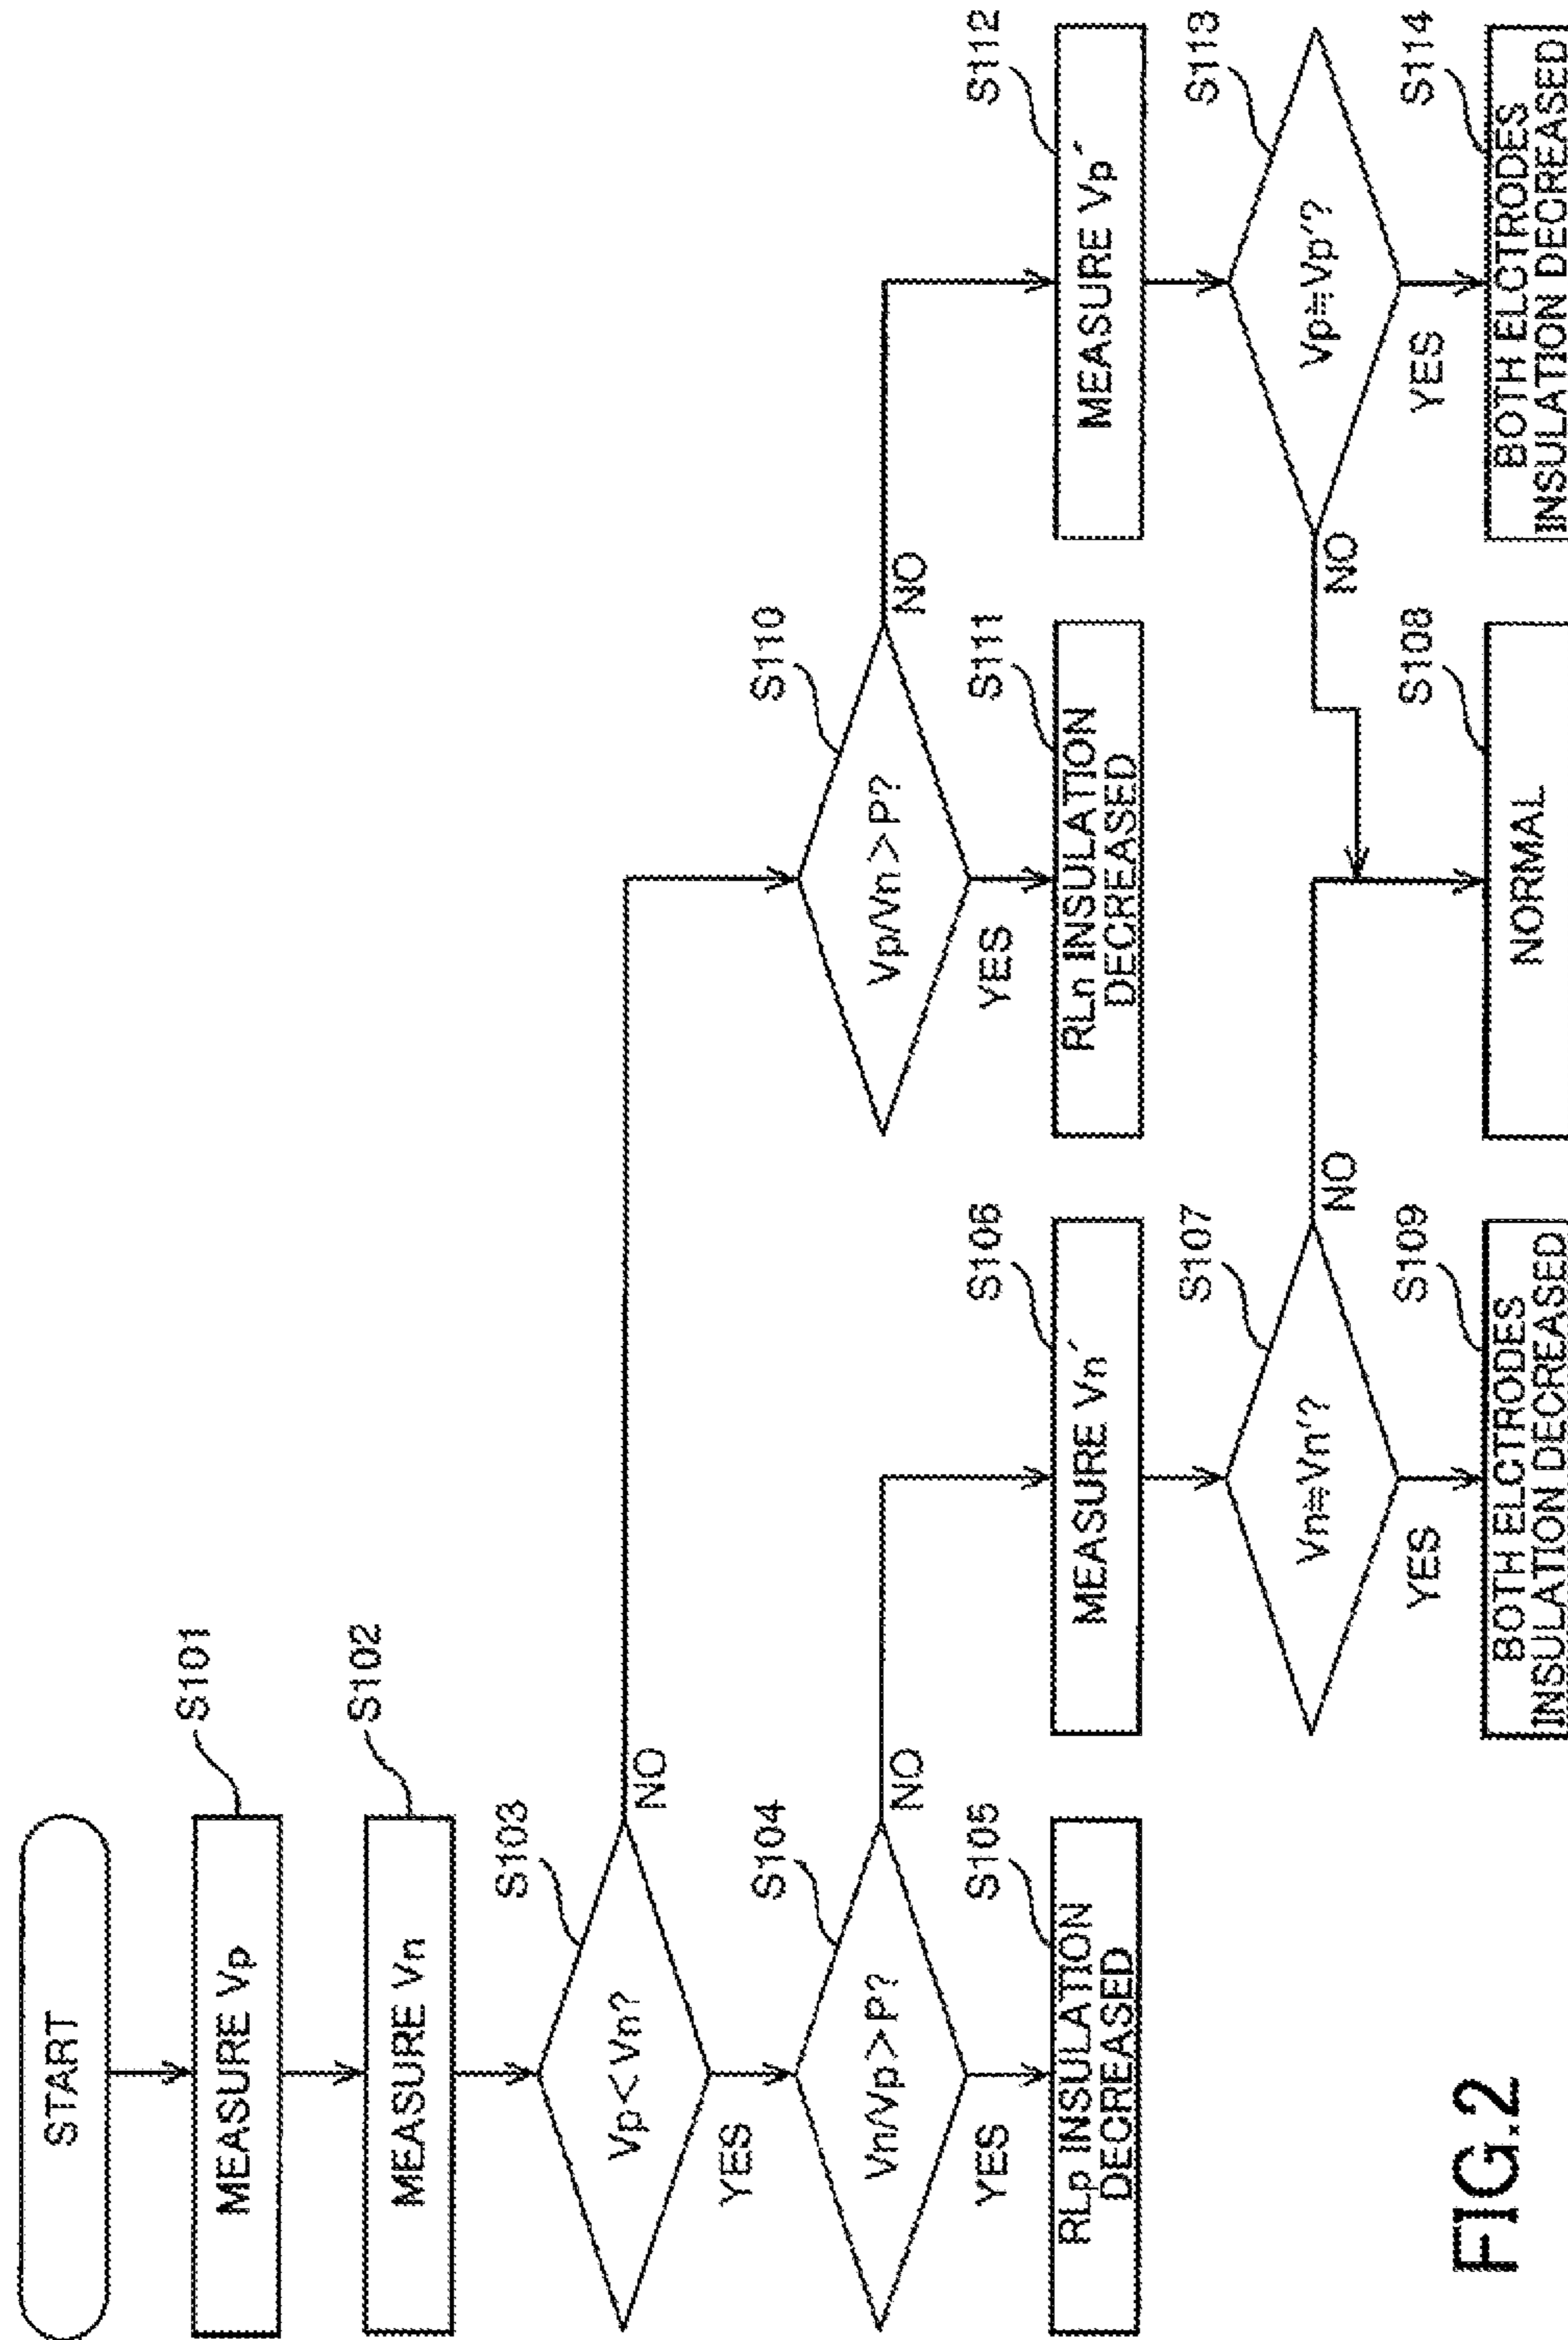 START
S101
MEASURE Vp
S102
MEASURE Vn
S103
Vp<Vn?
NO
YES
S104
Vn/Vp>P?
NO
YES
S105
RLp INSULATION
DECREASED
S106
MEASURE Vn´
S107
Vn≒Vn'?
NO
YES
S109
BOTH ELCTRODES
INSULATION DECREASED
S110
Vp/Vn>P?
NO
YES
S111
RLn INSULATION
DECREASED
S108
NORMAL
S112
MEASURE Vp´
S113
Vp≒Vp'?
NO
YES
S114
BOTH ELCTRODES
INSULATION DECREASED
FIG.2